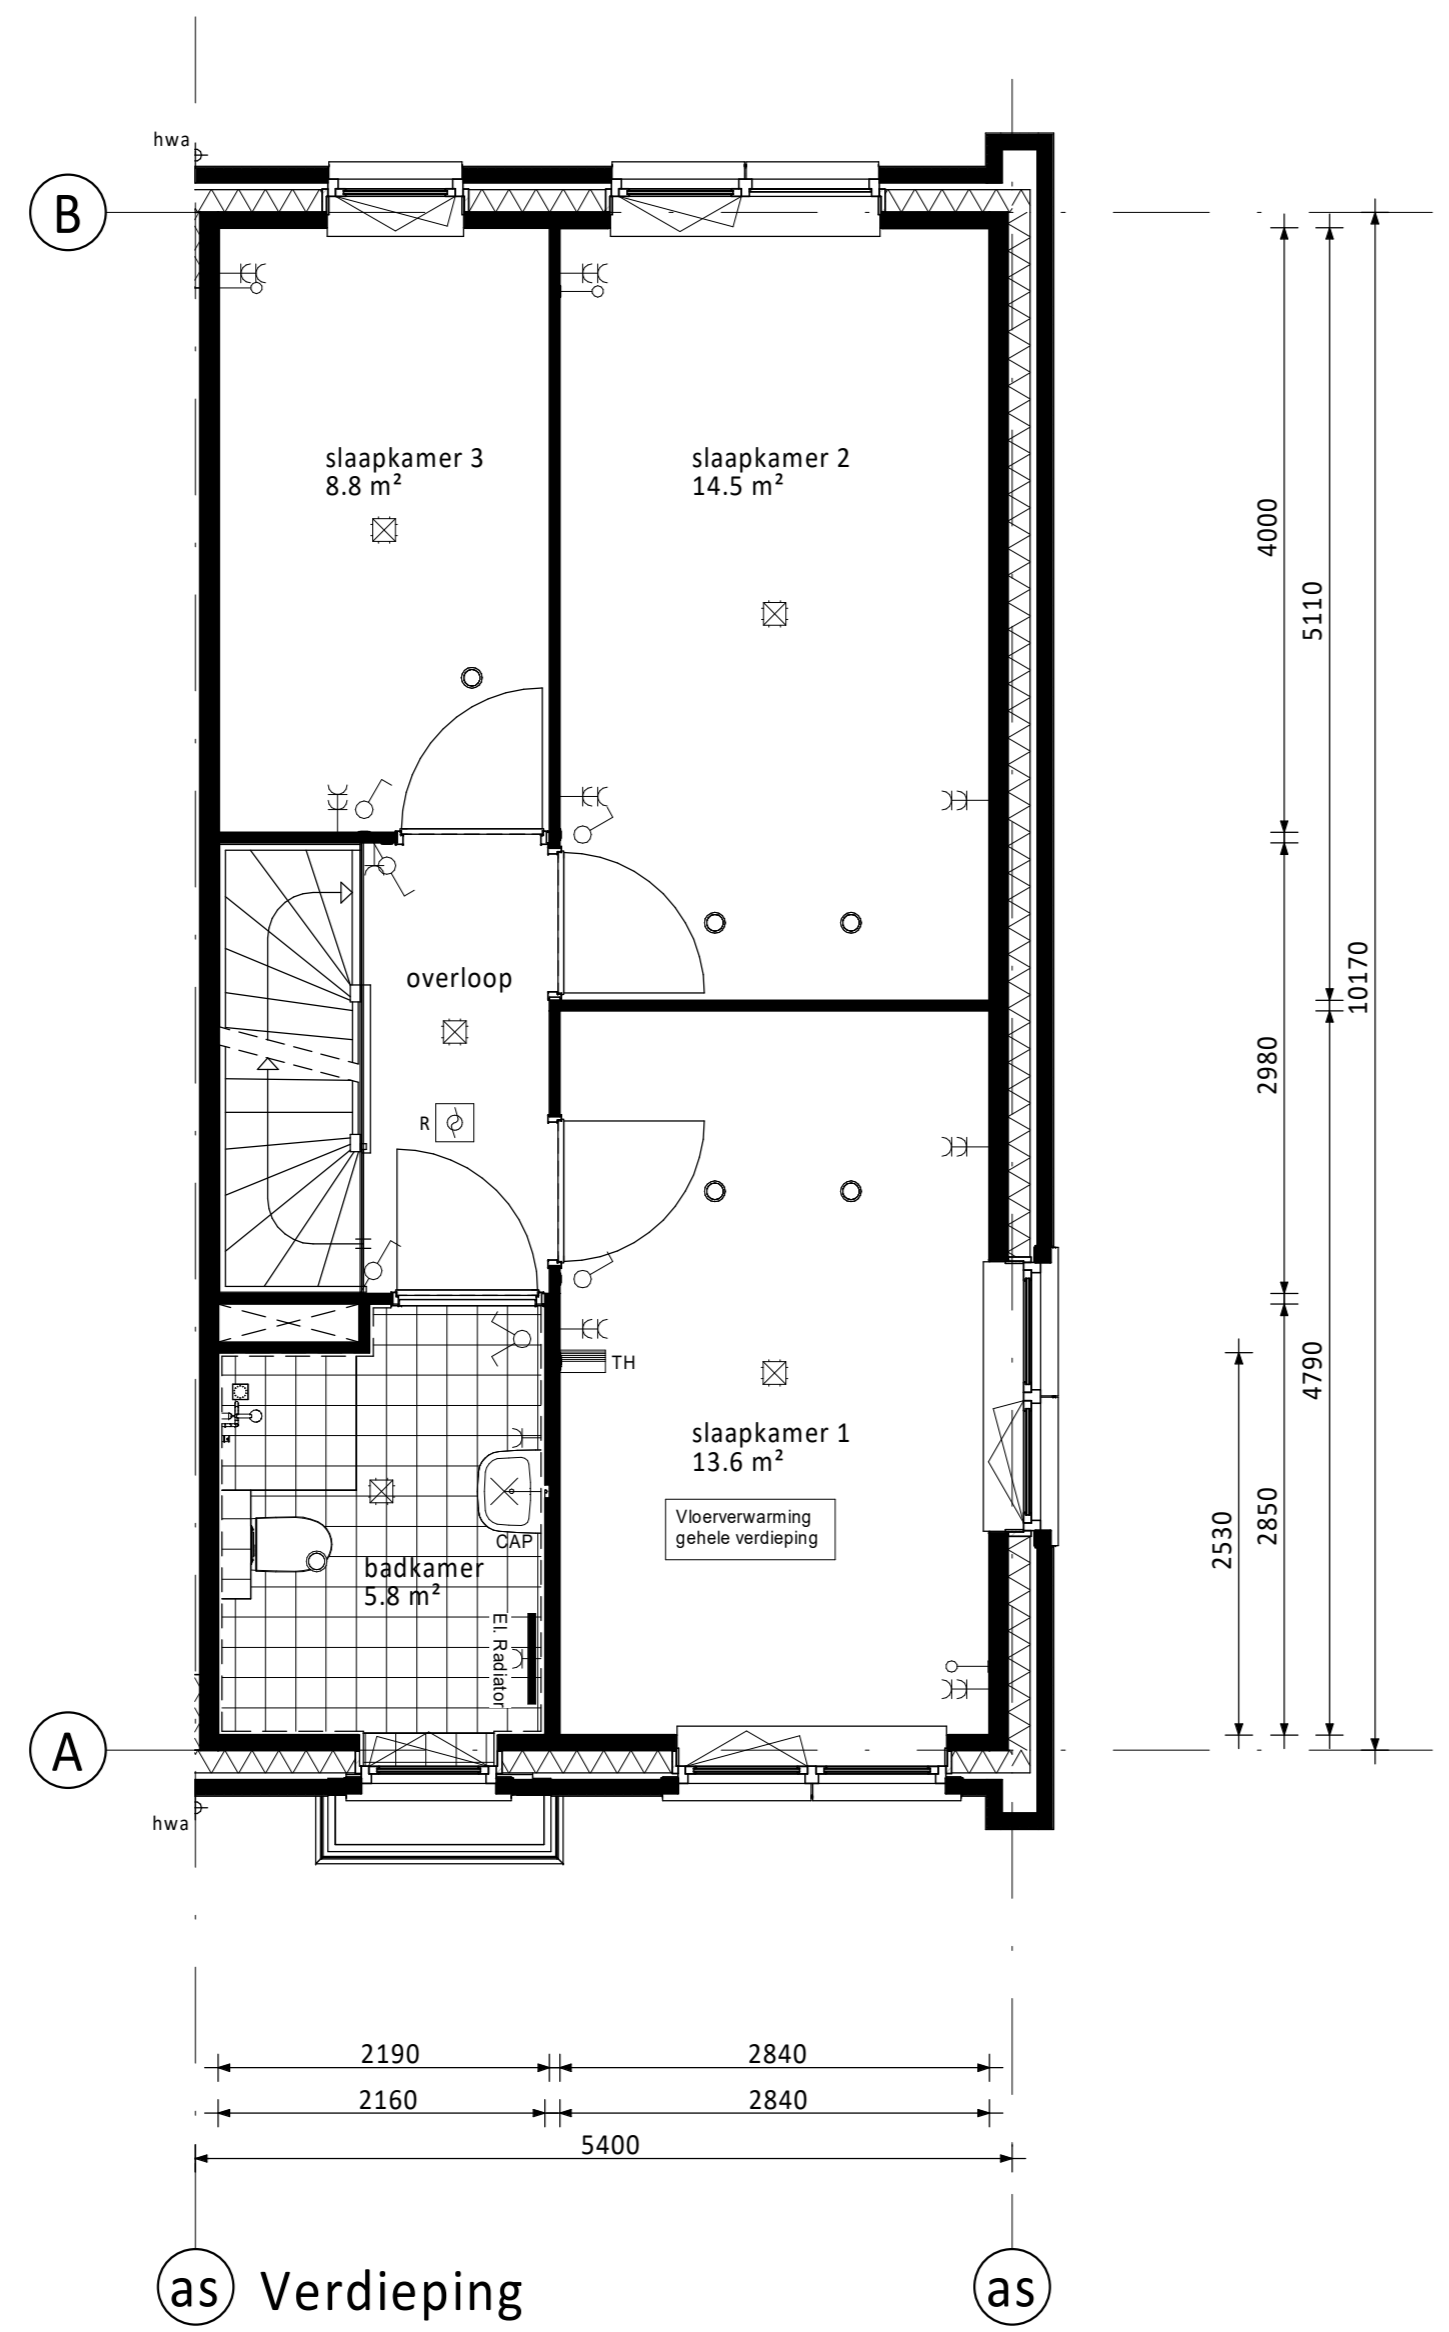 hwa
B
slaapkamer 3
8.8 m²
slaapkamer 2
14.5 m²
4000
5110
10170
overloop
2980
R
TH
slaapkamer 1
13.6 m²
4790
2850
2530
Vloerverwarming
gehele verdieping
CAP
badkamer
5.8 m²
El. Radiator
A
hwa
2190
2840
2160
2840
5400
as
Verdieping
as